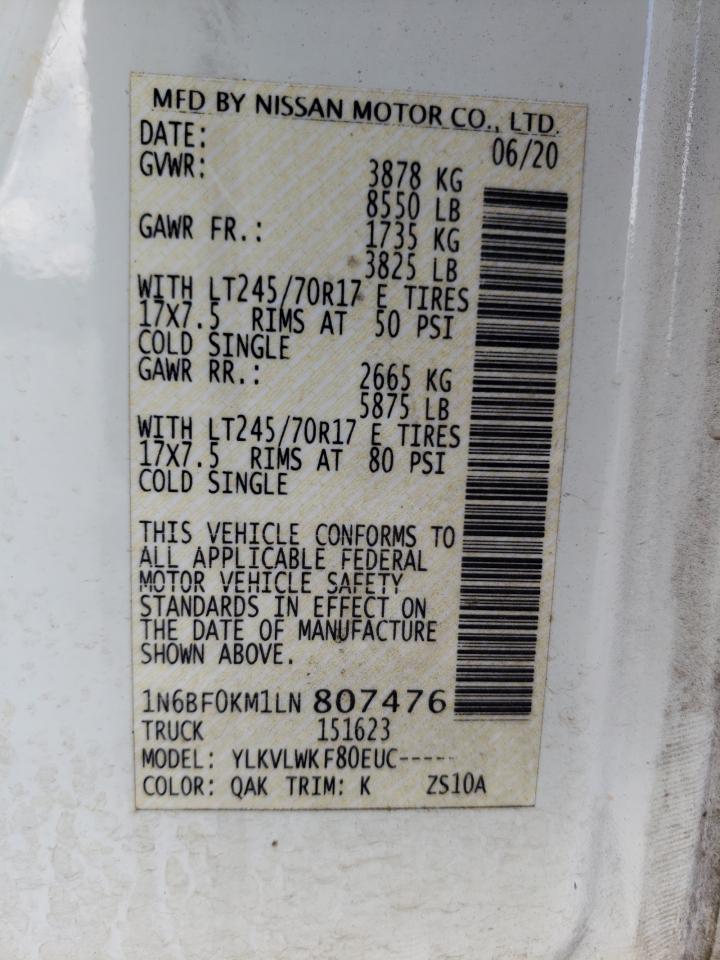 MFD BY NISSAN MOTOR CO., LTD.
DATE: 06/20
GVWR: 3878 KG
8550 LB
GAWR FR.: 1735 KG
3825 LB
WITH LT245/70R17 E TIRES
17X7.5 RIMS AT 50 PSI
COLD SINGLE
GAWR RR.: 2665 KG
5875 LB
WITH LT245/70R17 E TIRES
17X7.5 RIMS AT 80 PSI
COLD SINGLE
THIS VEHICLE CONFORMS TO
ALL APPLICABLE FEDERAL
MOTOR VEHICLE SAFETY
STANDARDS IN EFFECT ON
THE DATE OF MANUFACTURE
SHOWN ABOVE.
1N6BF0KM1LN 807476
TRUCK 151623
MODEL: YLKVLWKF80EUC-----
COLOR: QAK TRIM: K ZS10A